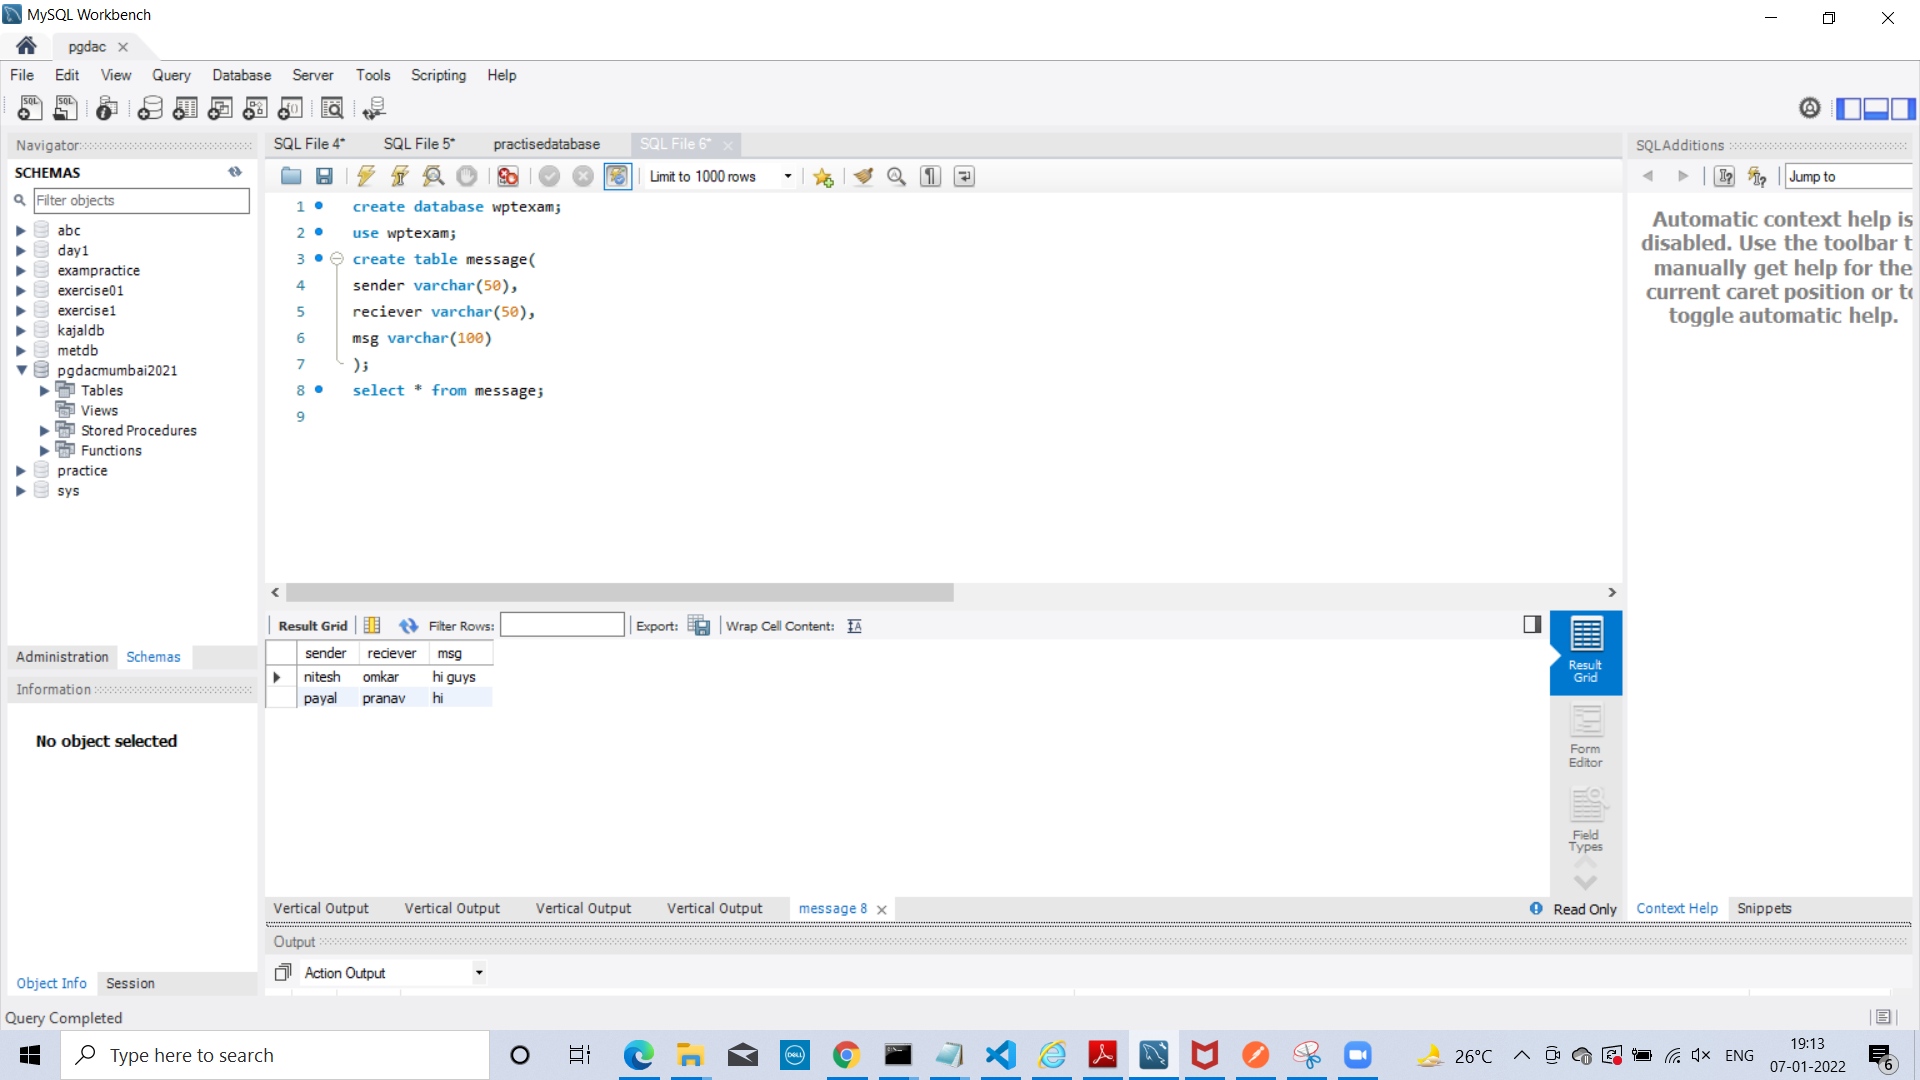 MySQL Workbench
pgdac
File Edit View Query Database Server Tools Scripting Help
Navigator
SCHEMAS
Filter objects
abc
day1
exampractice
exercise01
exercise1
kajaldb
metdb
pgdacmumbai2021
Tables
Views
Stored Procedures
Functions
practice
sys
Administration Schemas
Information
No object selected
Object Info Session
SQL File 4* SQL File 5* practisedatabase SQL File 6*
Limit to 1000 rows
1 create database wptexam;
2 use wptexam;
3 create table message(
4 sender varchar(50),
5 reciever varchar(50),
6 msg varchar(100)
7 );
8 select * from message;
9
Result Grid Filter Rows: Export: Wrap Cell Content:
sender reciever msg
nitesh omkar hi guys
payal pranav hi
Result
Grid
Form
Editor
Field
Types
Vertical Output Vertical Output Vertical Output Vertical Output message 8 Read Only
Output
Action Output
SQLAdditions
Jump to
Automatic context help is
disabled. Use the toolbar t
manually get help for the
current caret position or to
toggle automatic help.
Context Help Snippets
Query Completed
Type here to search
DELL
26°C ENG
19:13
07-01-2022
6